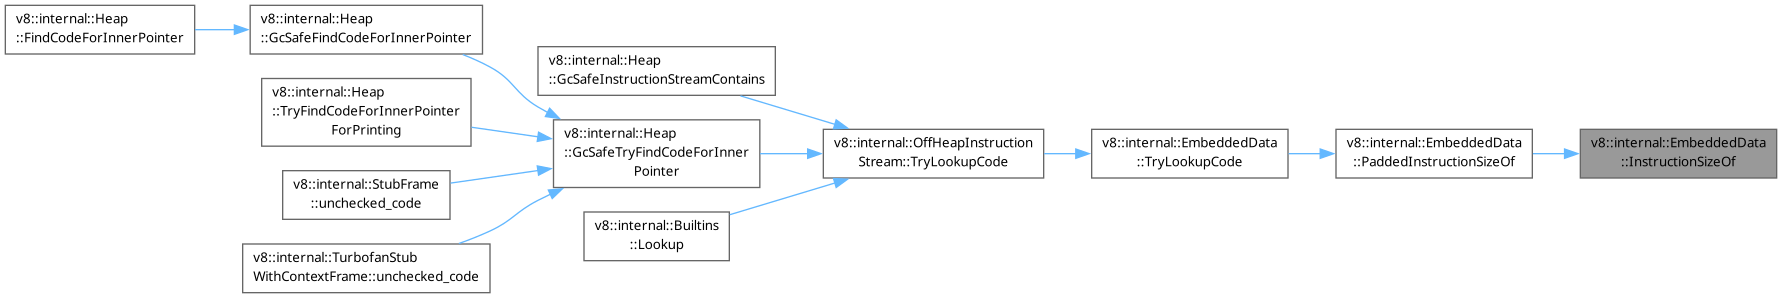 v8::internal::Heap
::FindCodeForInnerPointer
v8::internal::Heap
::GcSafeFindCodeForInnerPointer
v8::internal::Heap
::TryFindCodeForInnerPointer
ForPrinting
v8::internal::StubFrame
::unchecked_code
v8::internal::TurbofanStub
WithContextFrame::unchecked_code
v8::internal::Heap
::GcSafeInstructionStreamContains
v8::internal::Heap
::GcSafeTryFindCodeForInner
Pointer
v8::internal::Builtins
::Lookup
v8::internal::OffHeapInstruction
Stream::TryLookupCode
v8::internal::EmbeddedData
::TryLookupCode
v8::internal::EmbeddedData
::PaddedInstructionSizeOf
v8::internal::EmbeddedData
::InstructionSizeOf